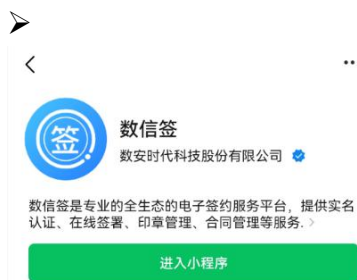 签
数信签
数安时代科技股份有限公司
数信签是专业的全生态的电子签约服务平台，提供实名
认证、在线签署、印章管理、合同管理等服务.
进入小程序